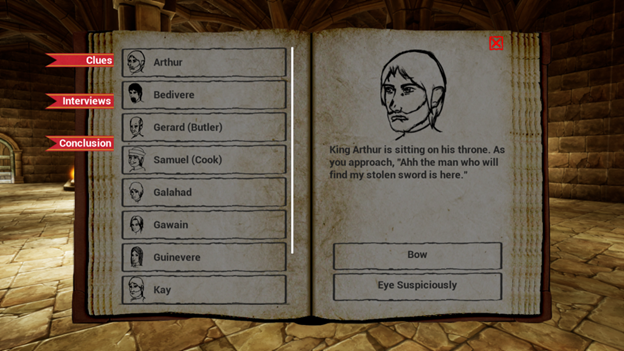 Clues
Interviews
Conclusion
Arthur
Bedivere
Gerard (Butler)
Samuel (Cook)
Galahad
Gawain
Guinevere
Kay
King Arthur is sitting on his throne. As
you approach, "Ahh the man who will
find my stolen sword is here."
Bow
Eye Suspiciously